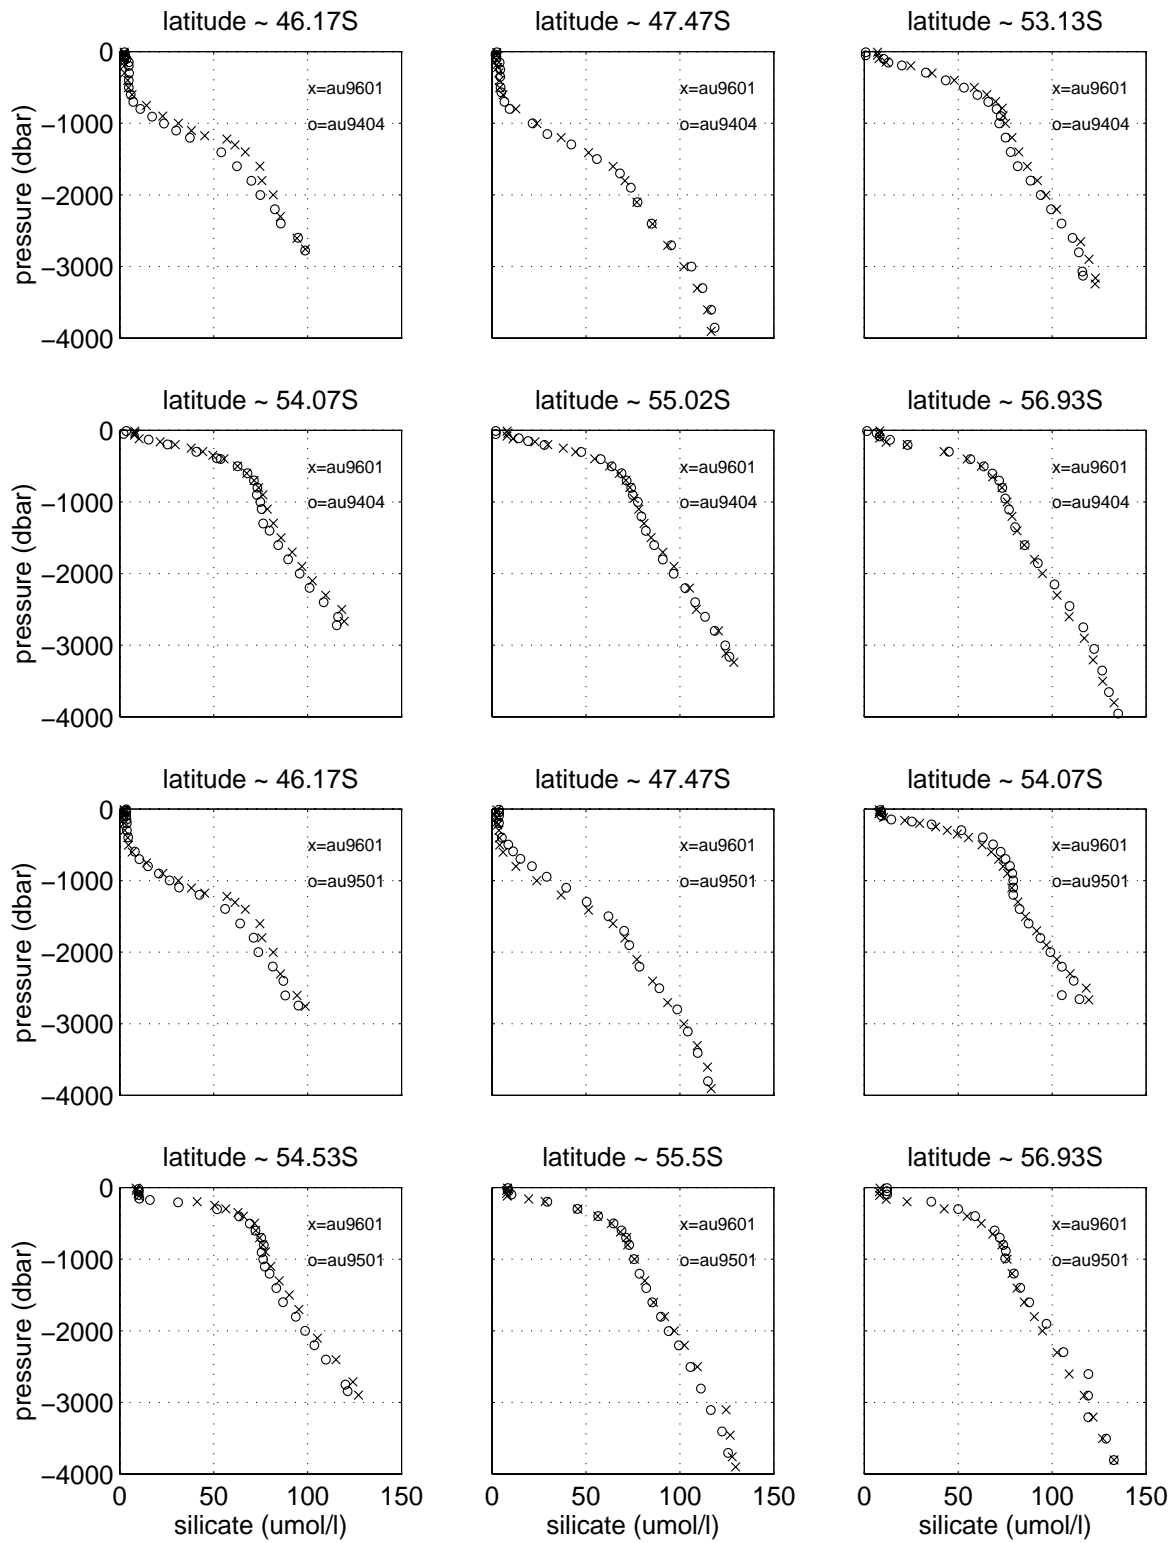 latitude ~ 46.17S
latitude ~ 47.47S
latitude ~ 53.13S
pressure (dbar)
0
−1000
−2000
−3000
−4000
x=au9601
o=au9404
x=au9601
o=au9404
x=au9601
o=au9404
latitude ~ 54.07S
latitude ~ 55.02S
latitude ~ 56.93S
pressure (dbar)
0
−1000
−2000
−3000
−4000
x=au9601
o=au9404
x=au9601
o=au9404
x=au9601
o=au9404
latitude ~ 46.17S
latitude ~ 47.47S
latitude ~ 54.07S
pressure (dbar)
0
−1000
−2000
−3000
−4000
x=au9601
o=au9501
x=au9601
o=au9501
x=au9601
o=au9501
latitude ~ 54.53S
latitude ~ 55.5S
latitude ~ 56.93S
pressure (dbar)
0
−1000
−2000
−3000
−4000
x=au9601
o=au9501
x=au9601
o=au9501
x=au9601
o=au9501
0 50 100 150
0 50 100 150
0 50 100 150
silicate (umol/l)
silicate (umol/l)
silicate (umol/l)